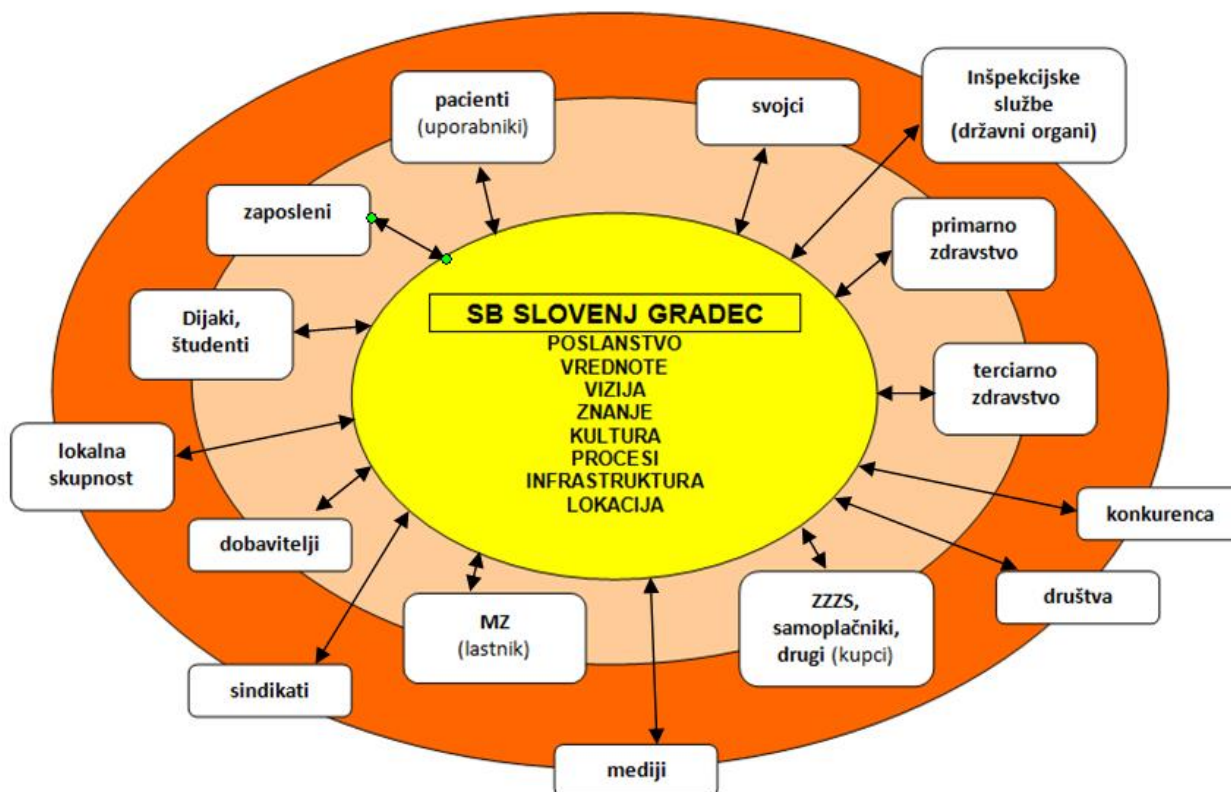 pacienti
(uporabniki)
svojci
Inšpekcijske
službe
(državni organi)
zaposleni
primarno
zdravstvo
SB SLOVENJ GRADEC
POSLANSTVO
VREDNOTE
VIZIJA
ZNANJE
KULTURA
PROCESI
INFRASTRUKTURA
LOKACIJA
Dijaki,
študenti
terciarno
zdravstvo
lokalna
skupnost
konkurenca
dobavitelji
društva
MZ
(lastnik)
ZZZS,
samoplačniki,
drugi (kupci)
sindikati
mediji